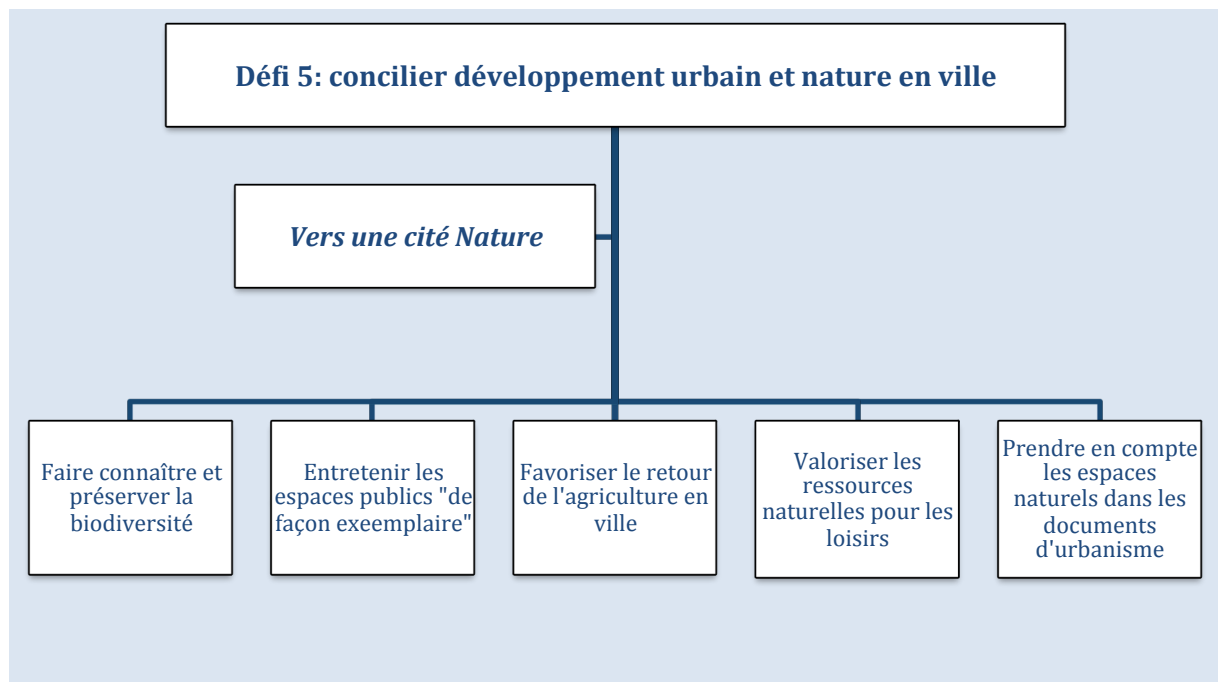 Défi 5: concilier développement urbain et nature en ville
Vers une cité Nature
Faire connaître et
préserver la
biodiversité
Entretenir les
espaces publics "de
façon exeemplaire"
Favoriser le retour
de l'agriculture en
ville
Valoriser les
ressources
naturelles pour les
loisirs
Prendre en compte
les espaces
naturels dans les
documents
d'urbanisme